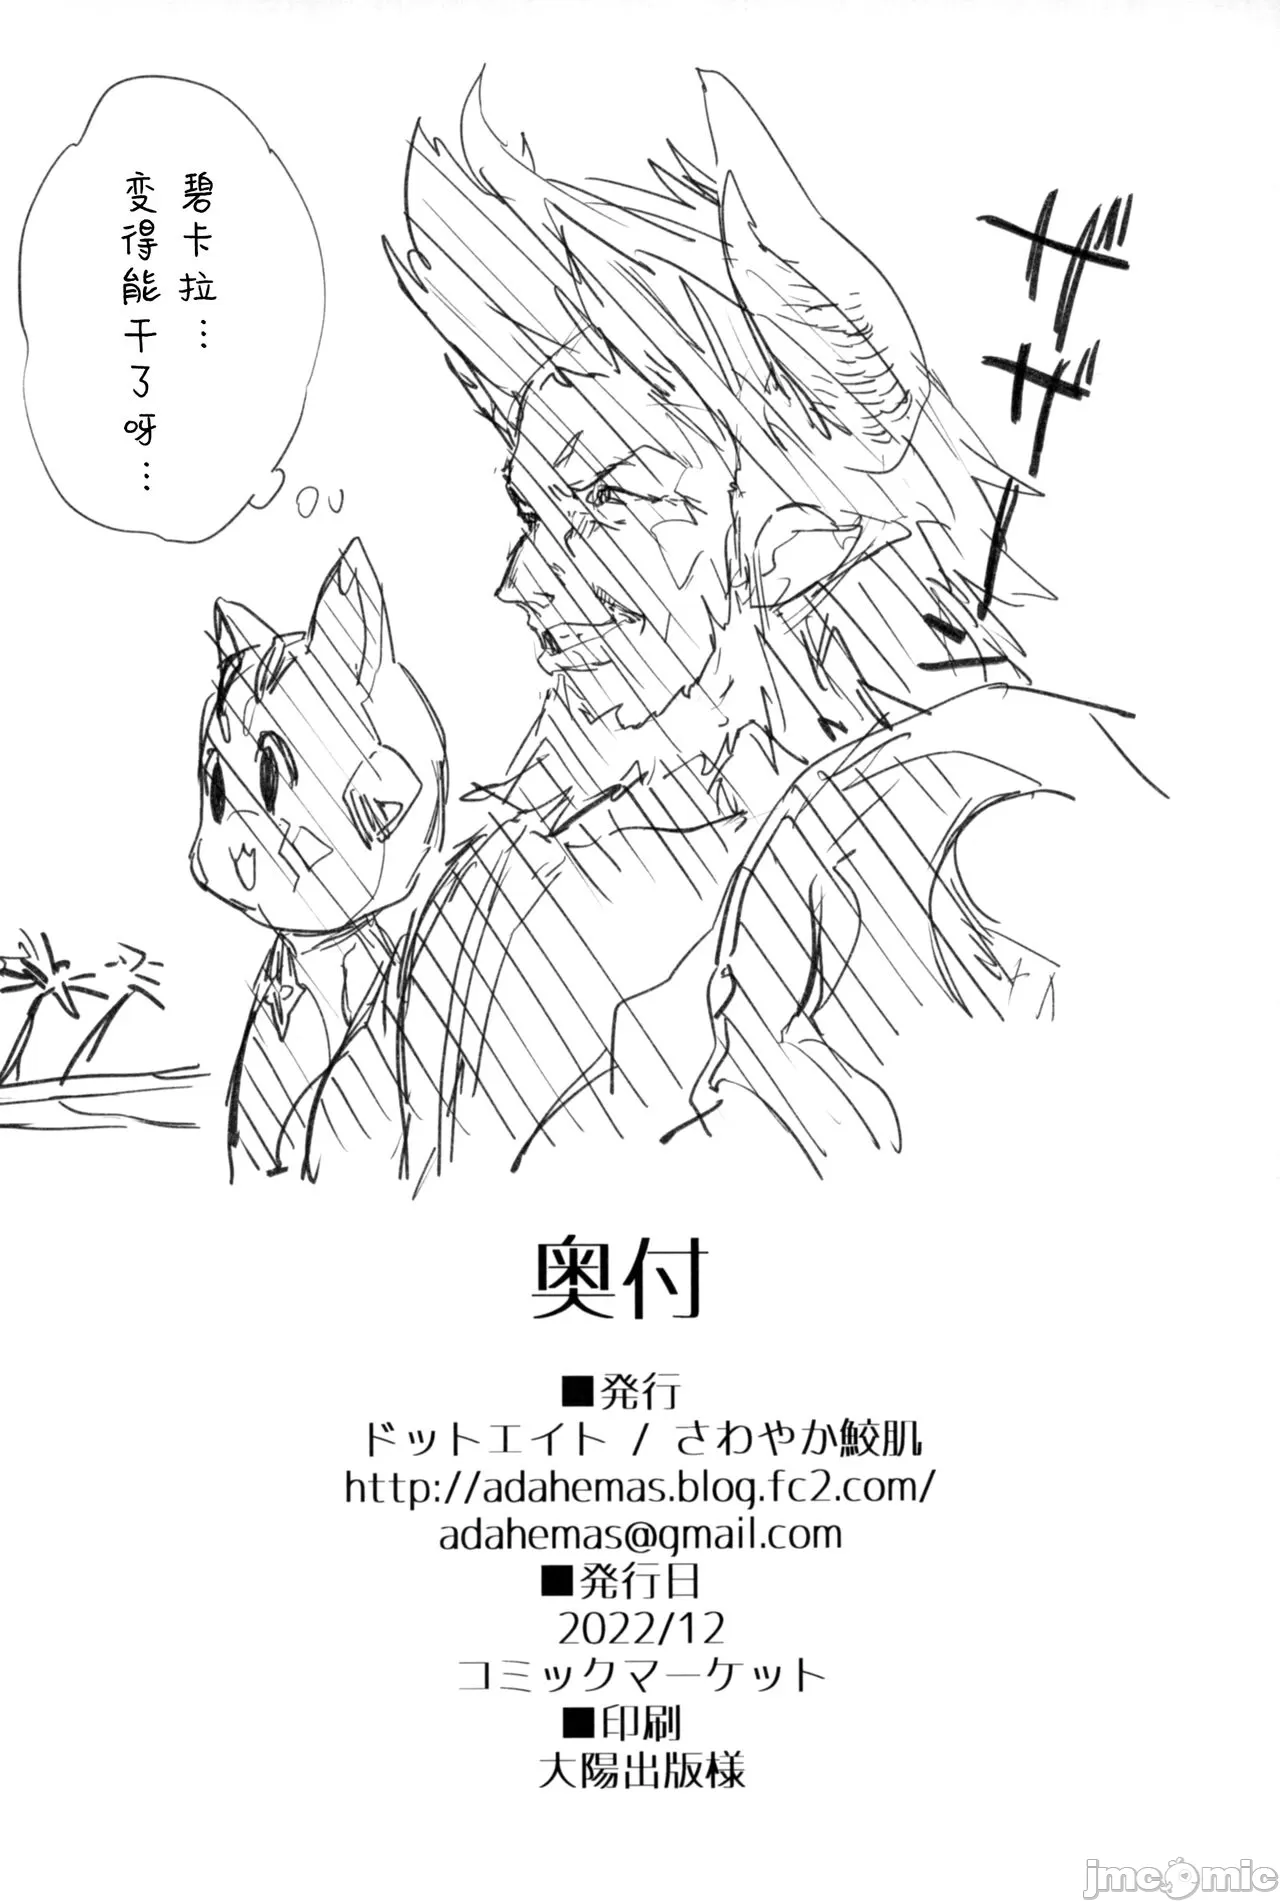 ザザーン
碧卡拉…
变得能干了呀…
奥付
■発行
ドットエイト / さわやか鮫肌
http://adahemas.blog.fc2.com/
adahemas@gmail.com
■発行日
2022/12
コミックマーケット
■印刷
大陽出版様
jmcomic